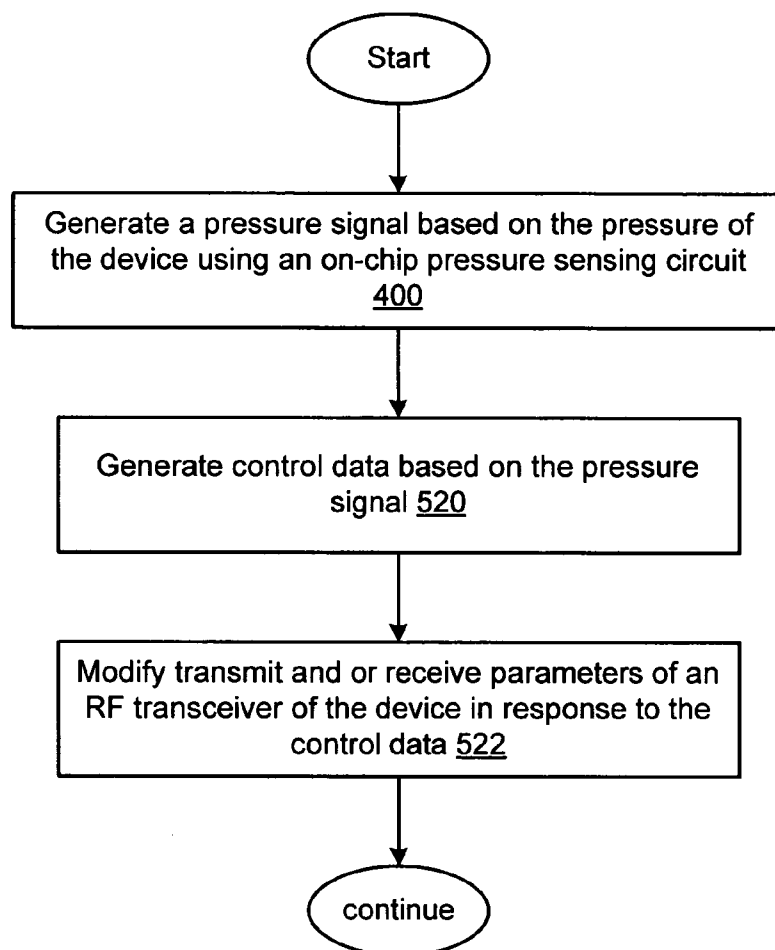 Start
Generate a pressure signal based on the pressure of
the device using an on-chip pressure sensing circuit
400
Generate control data based on the pressure
signal 520
Modify transmit and or receive parameters of an
RF transceiver of the device in response to the
control data 522
continue